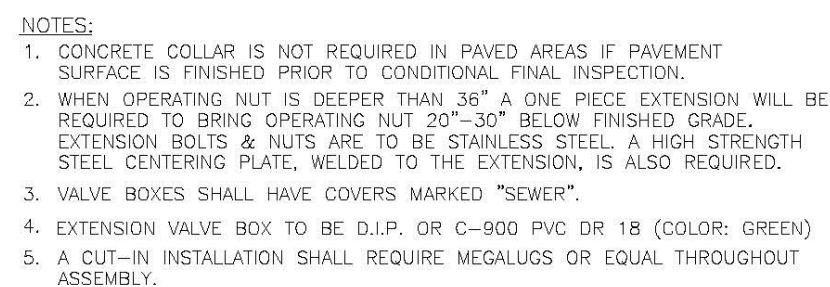 NOTES:
1. CONCRETE COLLAR IS NOT REQUIRED IN PAVED AREAS IF PAVEMENT
SURFACE IS FINISHED PRIOR TO CONDITIONAL FINAL INSPECTION.
2. WHEN OPERATING NUT IS DEEPER THAN 36" A ONE PIECE EXTENSION WILL BE
REQUIRED TO BRING OPERATING NUT 20"-30" BELOW FINISHED GRADE.
EXTENSION BOLTS & NUTS ARE TO BE STAINLESS STEEL. A HIGH STRENGTH
STEEL CENTERING PLATE, WELDED TO THE EXTENSION, IS ALSO REQUIRED.
3. VALVE BOXES SHALL HAVE COVERS MARKED "SEWER".
4. EXTENSION VALVE BOX TO BE D.I.P. OR C-900 PVC DR 18 (COLOR: GREEN)
5. A CUT-IN INSTALLATION SHALL REQUIRE MEGALUGS OR EQUAL THROUGHOUT
ASSEMBLY.